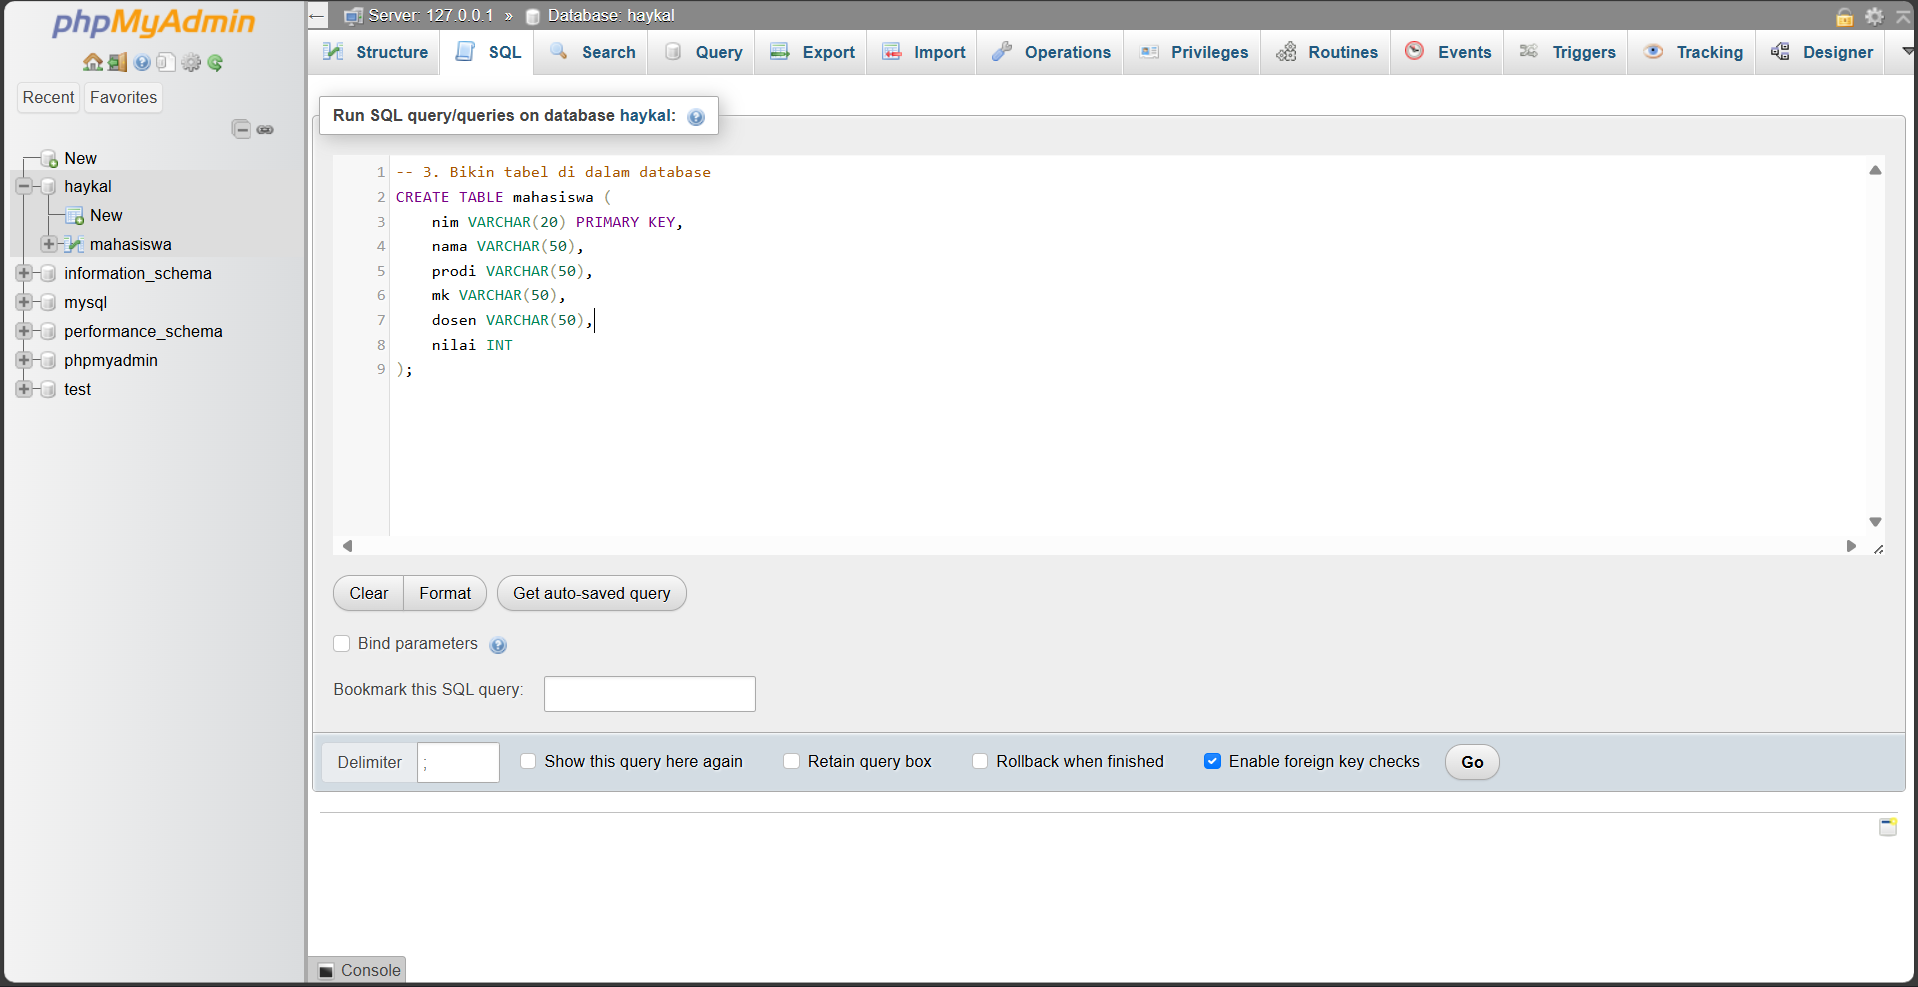 phpMyAdmin
Recent Favorites
New
haykal
New
mahasiswa
information_schema
mysql
performance_schema
phpmyadmin
test
Server: 127.0.0.1 » Database: haykal
Structure SQL Search Query Export Import Operations Privileges Routines Events Triggers Tracking Designer
Run SQL query/queries on database haykal:
1 -- 3. Bikin tabel di dalam database
2 CREATE TABLE mahasiswa (
3 nim VARCHAR(20) PRIMARY KEY,
4 nama VARCHAR(50),
5 prodi VARCHAR(50),
6 mk VARCHAR(50),
7 dosen VARCHAR(50),
8 nilai INT
9 );
Clear Format Get auto-saved query
Bind parameters
Bookmark this SQL query:
Delimiter ; Show this query here again Retain query box Rollback when finished Enable foreign key checks Go
Console